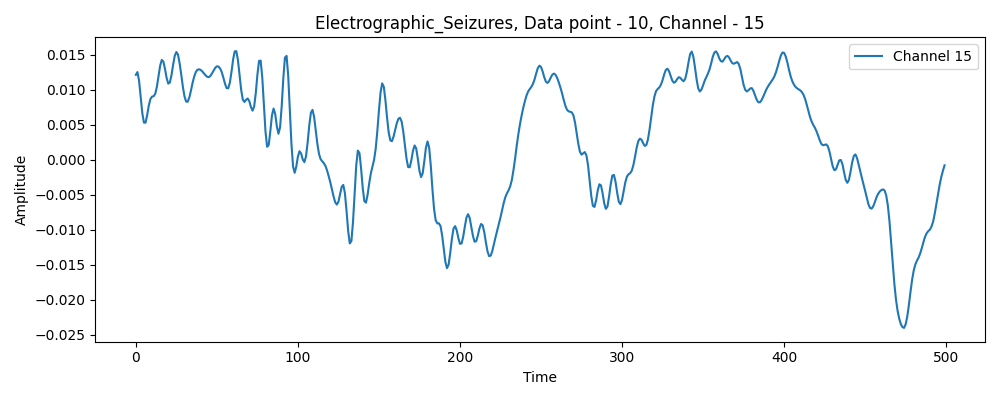 Electrographic_Seizures, Data point - 10, Channel - 15
Channel 15
Amplitude
0.015
0.010
0.005
0.000
−0.005
−0.010
−0.015
−0.020
−0.025
0 100 200 300 400 500
Time